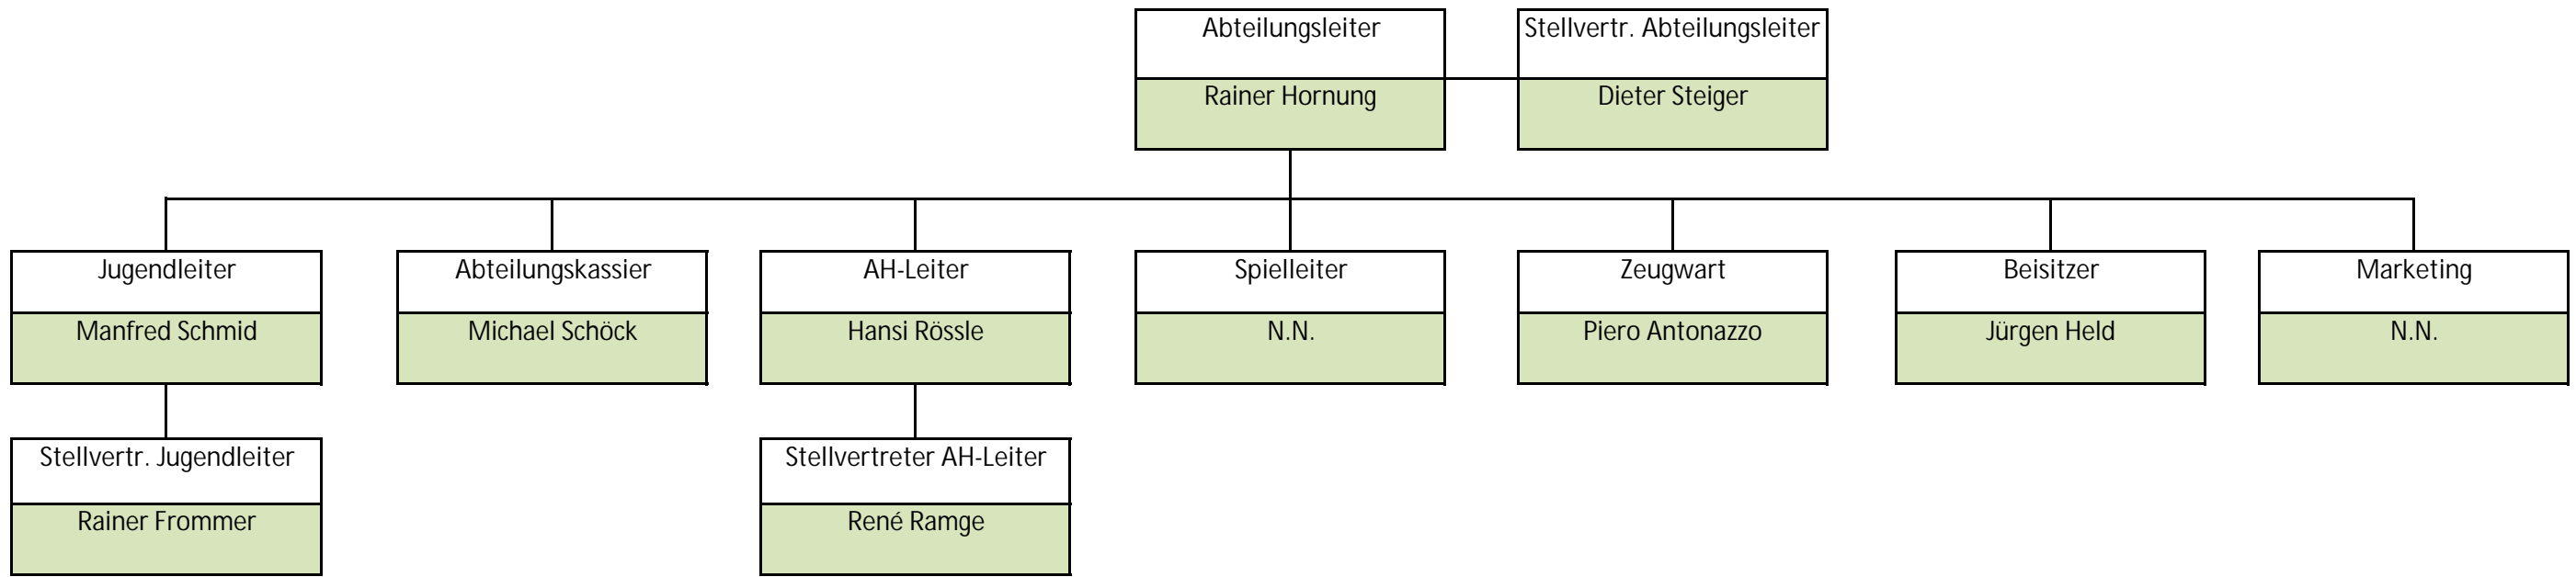 Abteilungsleiter
Rainer Hornung
Stellvertr. Abteilungsleiter
Dieter Steiger
Jugendleiter
Manfred Schmid
Abteilungskassier
Michael Schöck
AH-Leiter
Hansi Rössle
Spielleiter
N.N.
Zeugwart
Piero Antonazzo
Beisitzer
Jürgen Held
Marketing
N.N.
Stellvertr. Jugendleiter
Rainer Frommer
Stellvertreter AH-Leiter
René Ramge